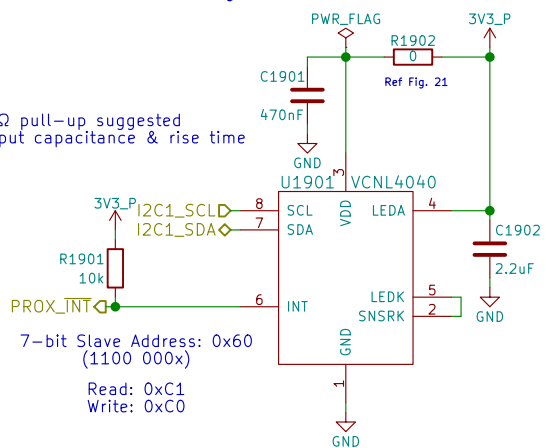 PWR_FLAG
3V3_P
R1902
0
Ref Fig. 21
C1901
470nF
GND
Ω pull-up suggested
put capacitance & rise time
U1901 VCNL4040
3
VDD
3V3_P
I2C1_SCL
8
SCL
LEDA
4
I2C1_SDA
7
SDA
R1901
10k
C1902
2.2uF
GND
PROX_INT
6
INT
LEDK
5
SNSRK
2
GND
1
GND
7-bit Slave Address: 0x60
(1100 000x)
Read: 0xC1
Write: 0xC0